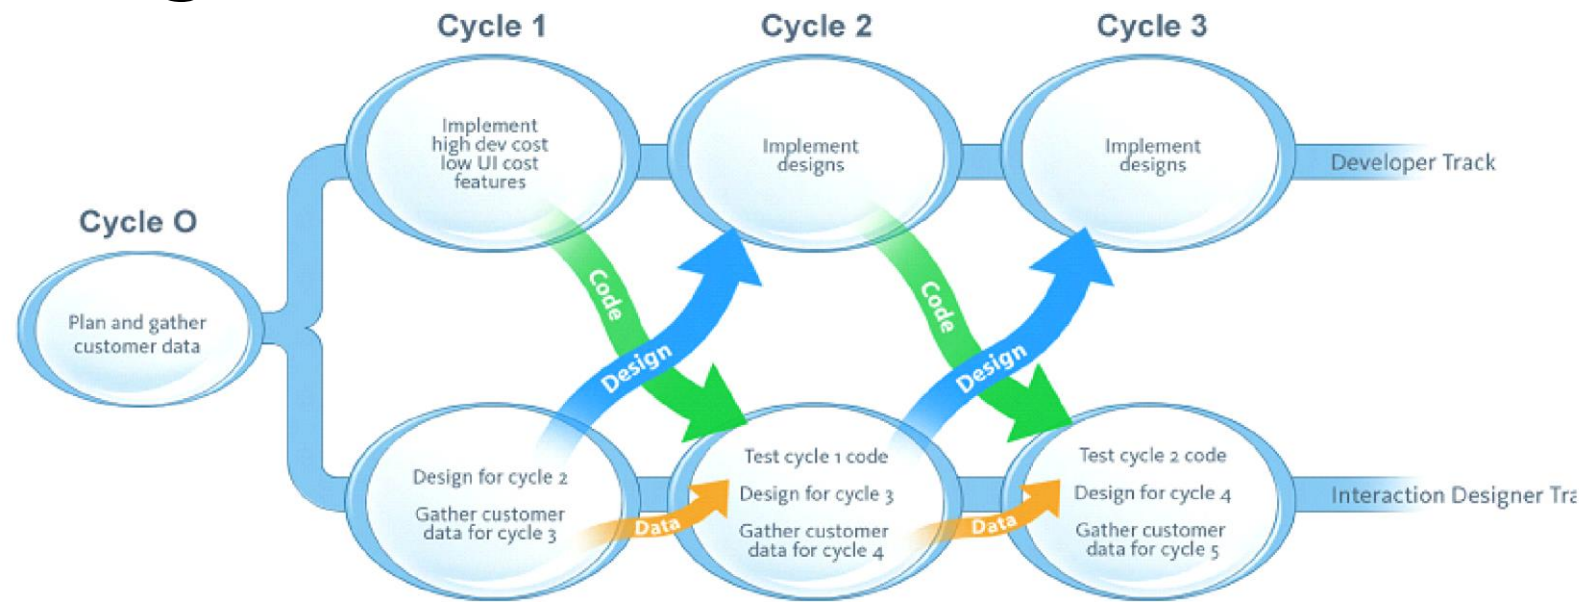 Cycle 1
Cycle 2
Cycle 3
Implement
high dev cost
low UI cost
features
Implement
designs
Implement
designs
Developer Track
Cycle O
Plan and gather
customer data
Code
Design
Code
Design
Design for cycle 2
Gather customer
data for cycle 3
Data
Test cycle 1 code
Design for cycle 3
Gather customer
data for cycle 4
Data
Test cycle 2 code
Design for cycle 4
Gather customer
data for cycle 5
Interaction Designer Tra